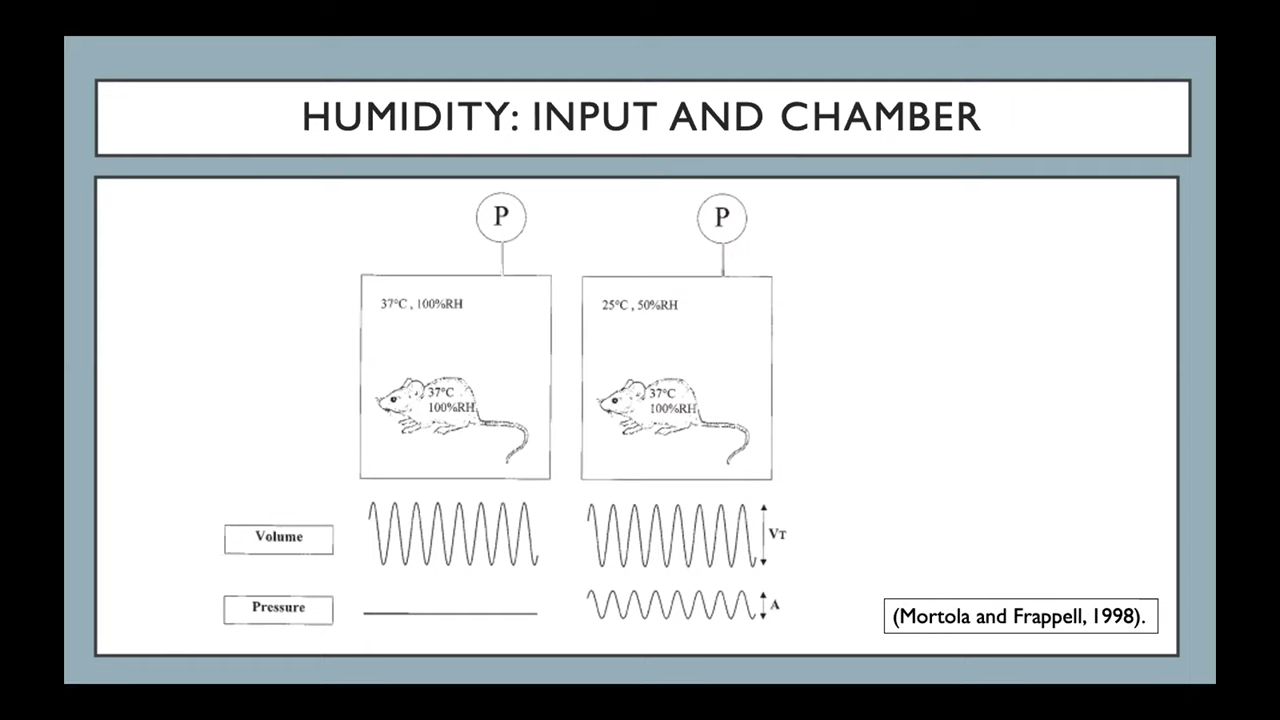 HUMIDITY: INPUT AND CHAMBER
P
P
37°C , 100%RH
25°C , 50%RH
37°C
100%RH
37°C
100%RH
Volume
VT
Pressure
A
(Mortola and Frappell, 1998).